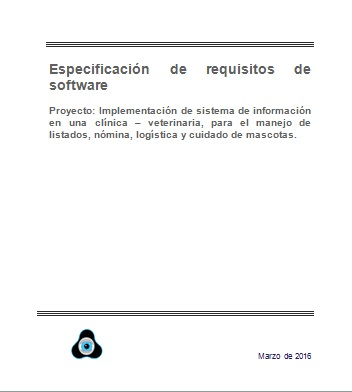 Especificación de requisitos de
software
Proyecto: Implementación de sistema de información
en una clínica – veterinaria, para el manejo de
listados, nómina, logística y cuidado de mascotas.
Marzo de 2016